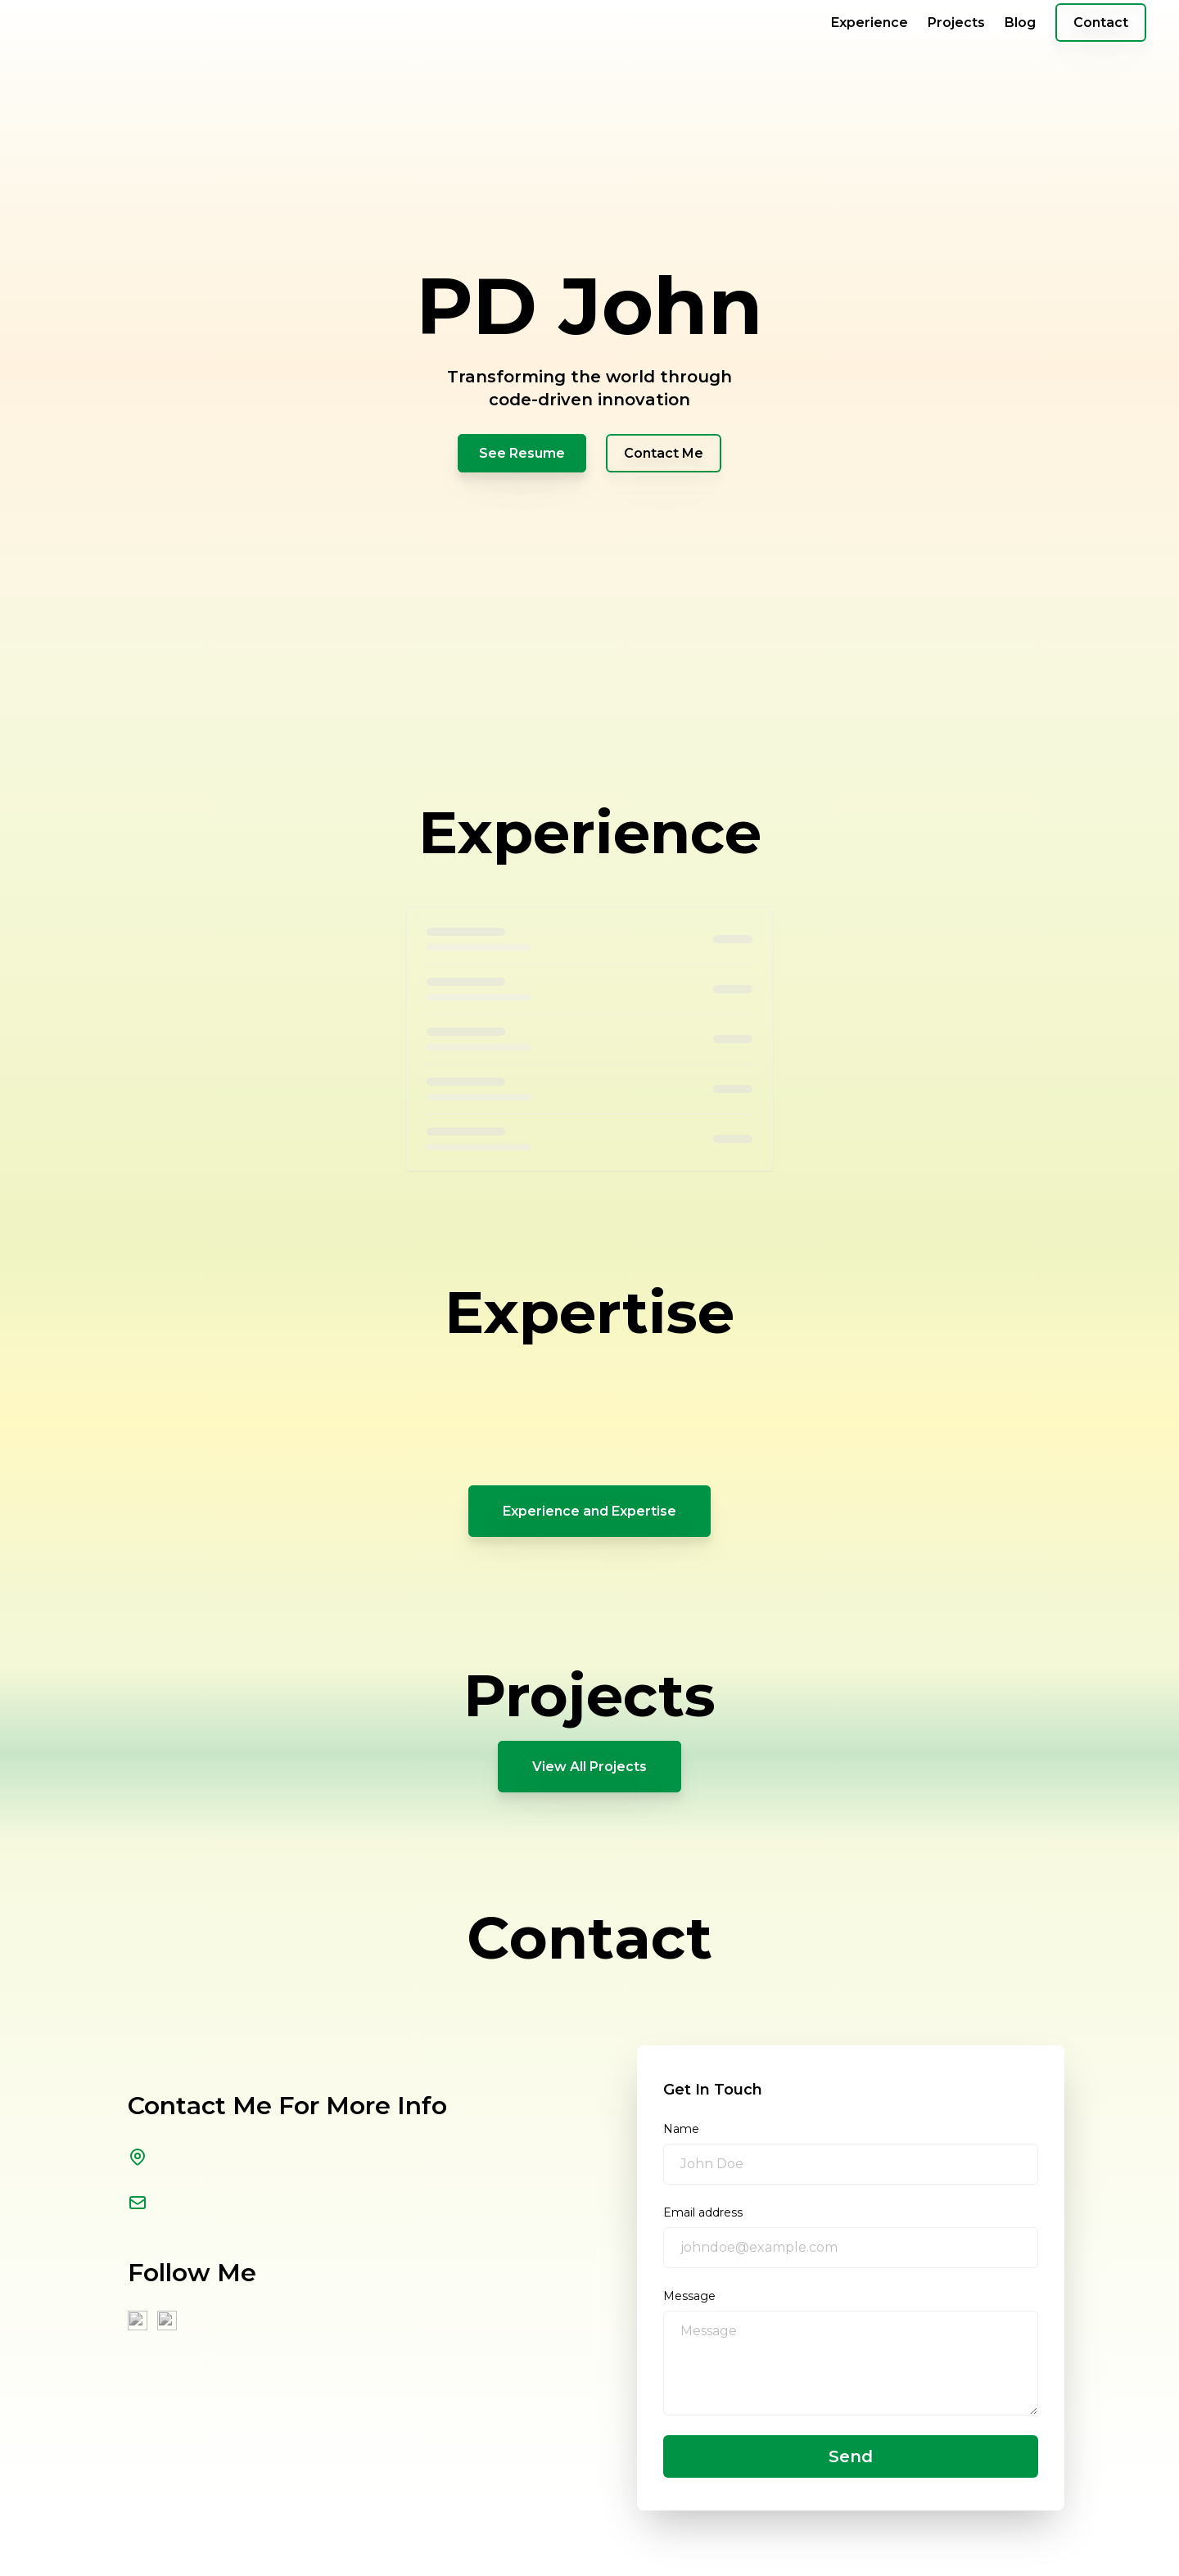 Experience Projects Blog Contact
PD John
Transforming the world through
code-driven innovation
See Resume Contact Me
Experience
Expertise
Experience and Expertise
Projects
View All Projects
Contact
Contact Me For More Info
Follow Me
Get In Touch
Name
John Doe
Email address
johndoe@example.com
Message
Message
Send